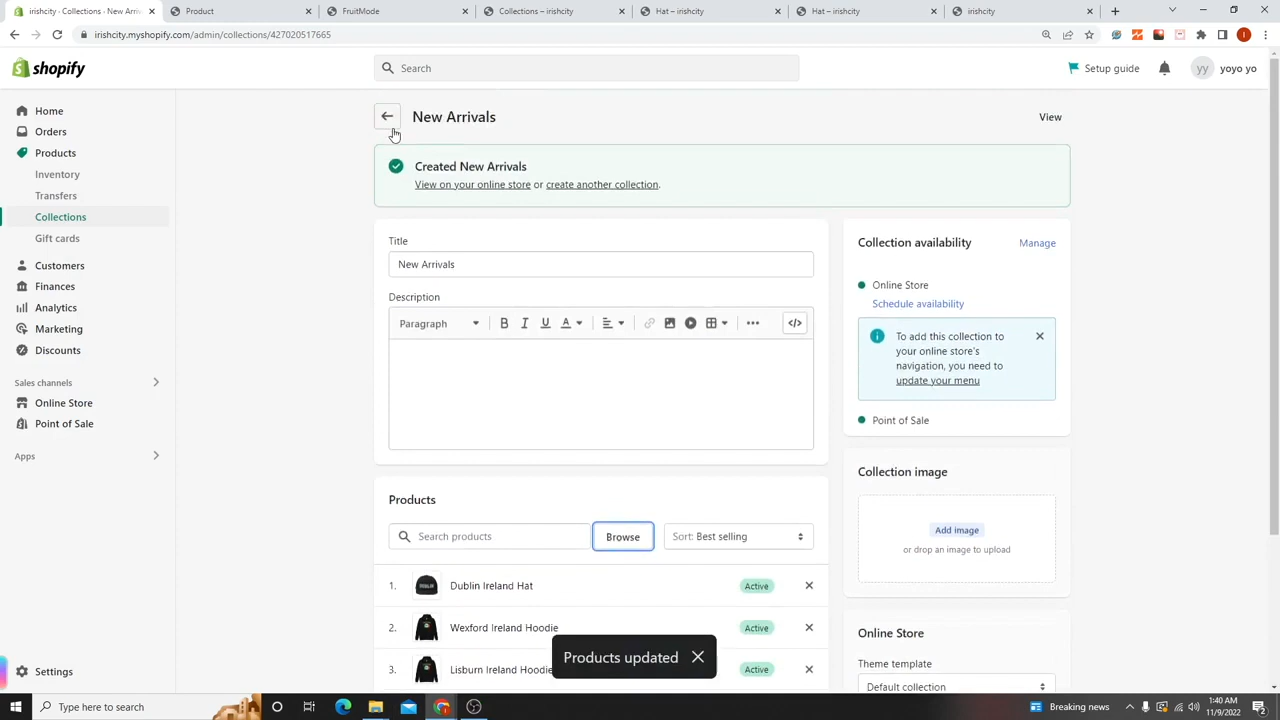 irishcity · Collections · New Arriv
Product
FruitMode
Collections – irishcity
Hat – irishcity
Hat – irishcity
irishcity
irishcity.myshopify.com/admin/collections/427020517665
I
shopify
Search
Setup guide
yy
yoyo yo
Home
Orders
Products
Inventory
Transfers
Collections
Gift cards
Customers
Finances
Analytics
Marketing
Discounts
Sales channels
Online Store
Point of Sale
Apps
Settings
New Arrivals
View
Created New Arrivals
View on your online store or create another collection.
Title
New Arrivals
Description
Paragraph
B I U A
Products
Search products
Browse
Sort: Best selling
1. Dublin Ireland Hat Active
2. Wexford Ireland Hoodie Active
3. Lisburn Ireland Hoodie Active
Products updated
Collection availability
Manage
Online Store
Schedule availability
To add this collection to
your online store's
navigation, you need to
update your menu
Point of Sale
Collection image
Add image
or drop an image to upload
Online Store
Theme template
Default collection
Type here to search
Breaking news
1:40 AM
11/9/2022
2